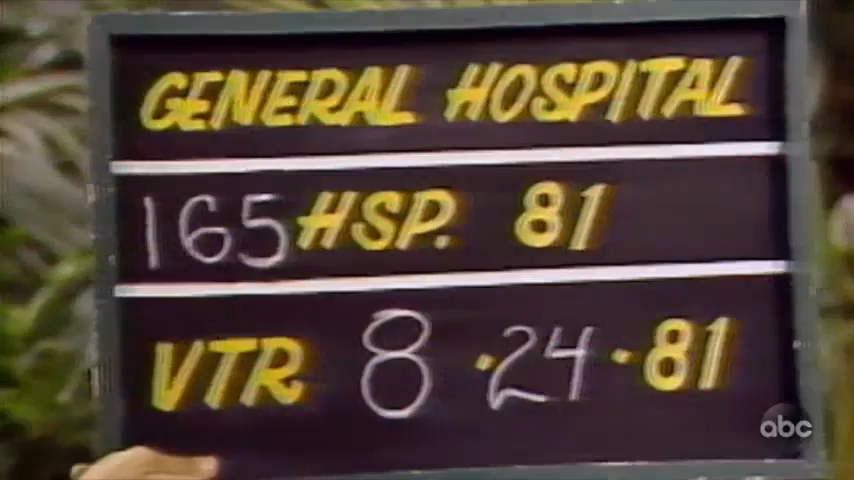 GENERAL HOSPITAL
165 HSP. 81
VTR 8 · 24 · 81
abc